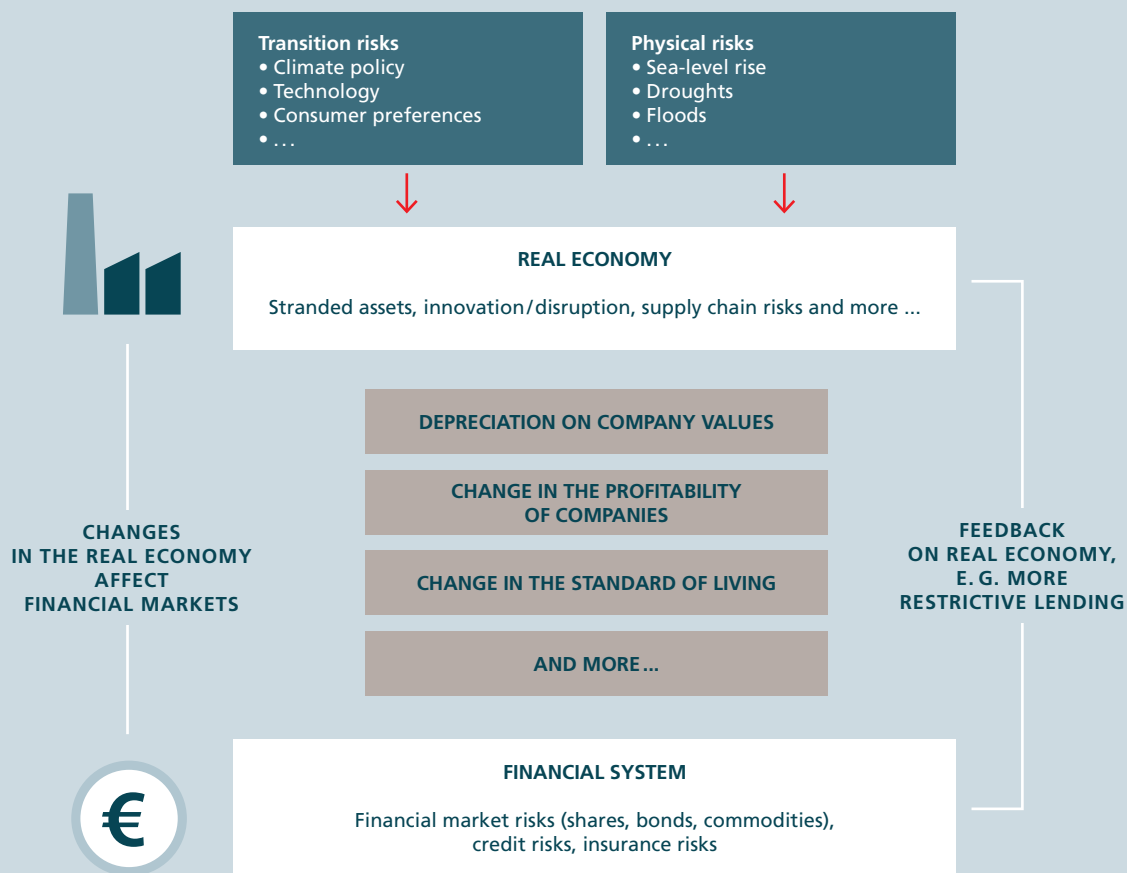 Transition risks
• Climate policy
• Technology
• Consumer preferences
• ...
Physical risks
• Sea-level rise
• Droughts
• Floods
• ...
REAL ECONOMY
Stranded assets, innovation/disruption, supply chain risks and more ...
DEPRECIATION ON COMPANY VALUES
CHANGE IN THE PROFITABILITY
OF COMPANIES
CHANGE IN THE STANDARD OF LIVING
AND MORE ...
CHANGES
IN THE REAL ECONOMY
AFFECT
FINANCIAL MARKETS
FEEDBACK
ON REAL ECONOMY,
E. G. MORE
RESTRICTIVE LENDING
€
FINANCIAL SYSTEM
Financial market risks (shares, bonds, commodities),
credit risks, insurance risks